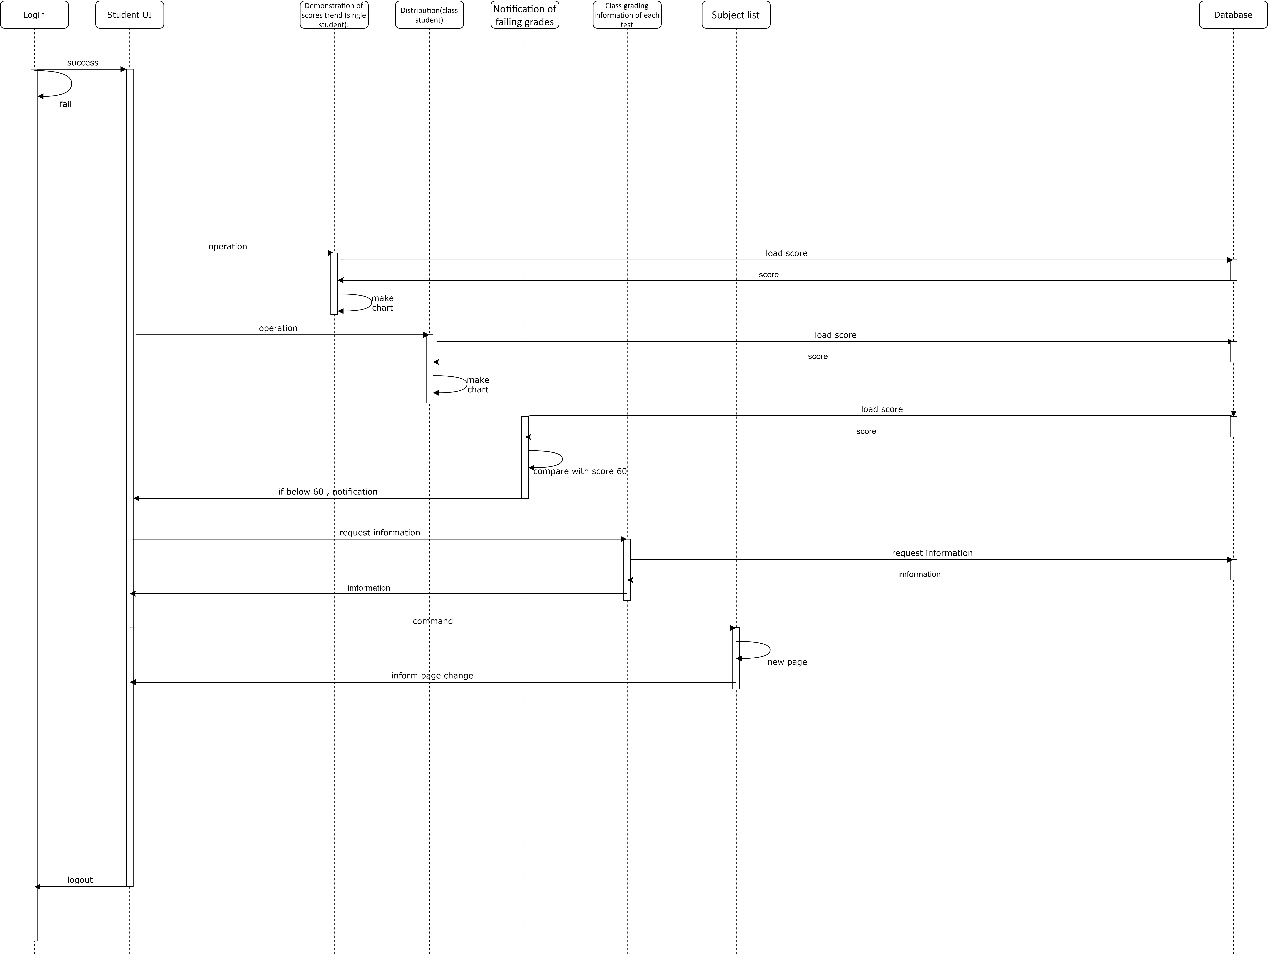 Login
Student UI
Demonstration of
scores trend (single
student).
Distribution(class
student)
Notification of
failing grades
Class grading
information of each
test
Subject list
Database
success
fail
operation
load score
score
make
chart
operation
load score
score
make
chart
load score
score
compare with score 60
if below 60 , notification
request information
request information
information
information
command
new page
inform page change
logout